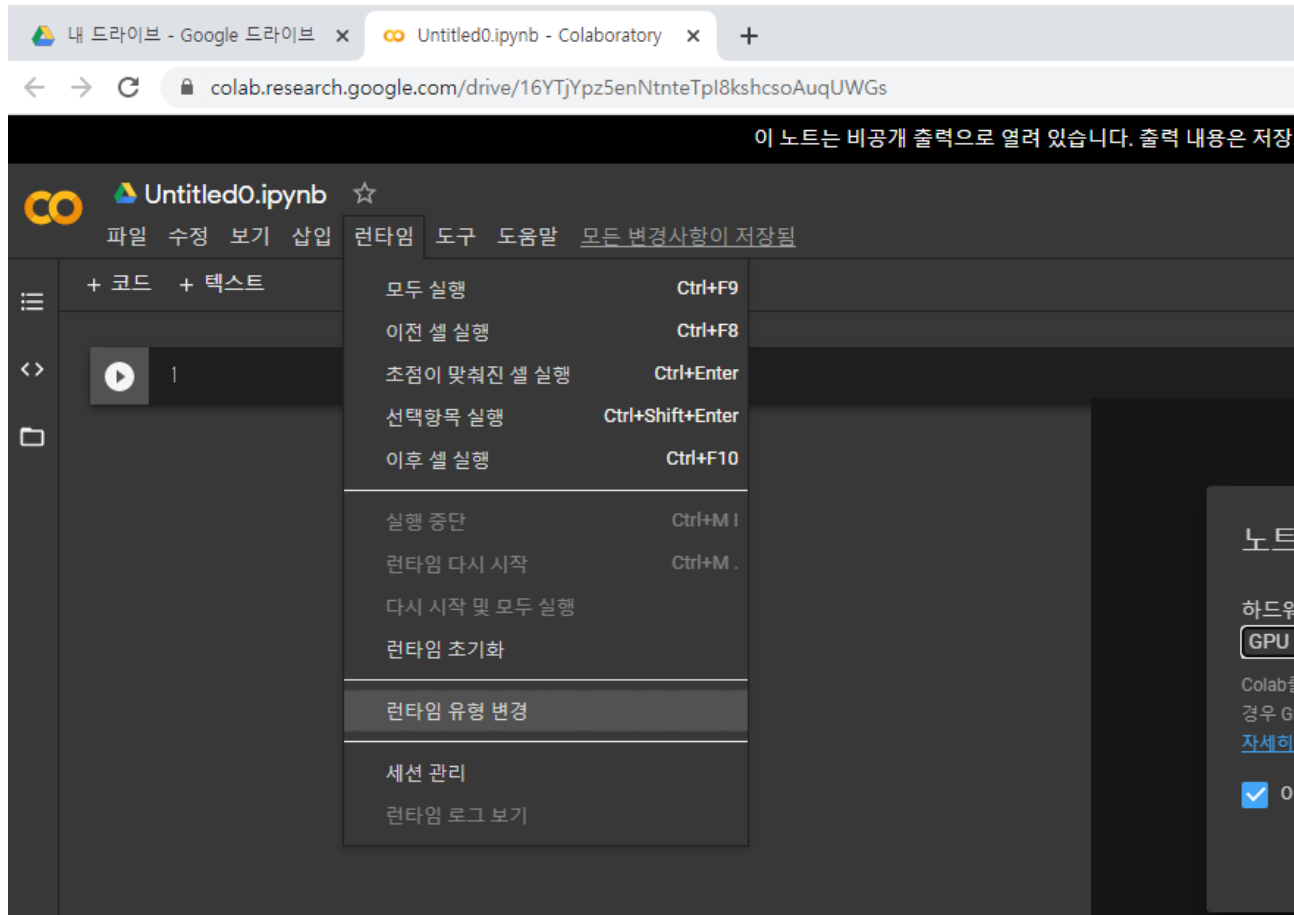 내 드라이브 - Google 드라이브
Untitled0.ipynb - Colaboratory
colab.research.google.com/drive/16YTjYpz5enNtnteTpI8kshcsoAuqUWGs
이 노트는 비공개 출력으로 열려 있습니다. 출력 내용은 저장
CO Untitled0.ipynb
파일 수정 보기 삽입 런타임 도구 도움말 모든 변경사항이 저장됨
+ 코드 + 텍스트
1
모두 실행 Ctrl+F9
이전 셀 실행 Ctrl+F8
초점이 맞춰진 셀 실행 Ctrl+Enter
선택항목 실행 Ctrl+Shift+Enter
이후 셀 실행 Ctrl+F10
실행 중단 Ctrl+M I
런타임 다시 시작 Ctrl+M .
다시 시작 및 모두 실행
런타임 초기화
런타임 유형 변경
세션 관리
런타임 로그 보기
노트
하드
GPU
Colab
경우 G
자세히